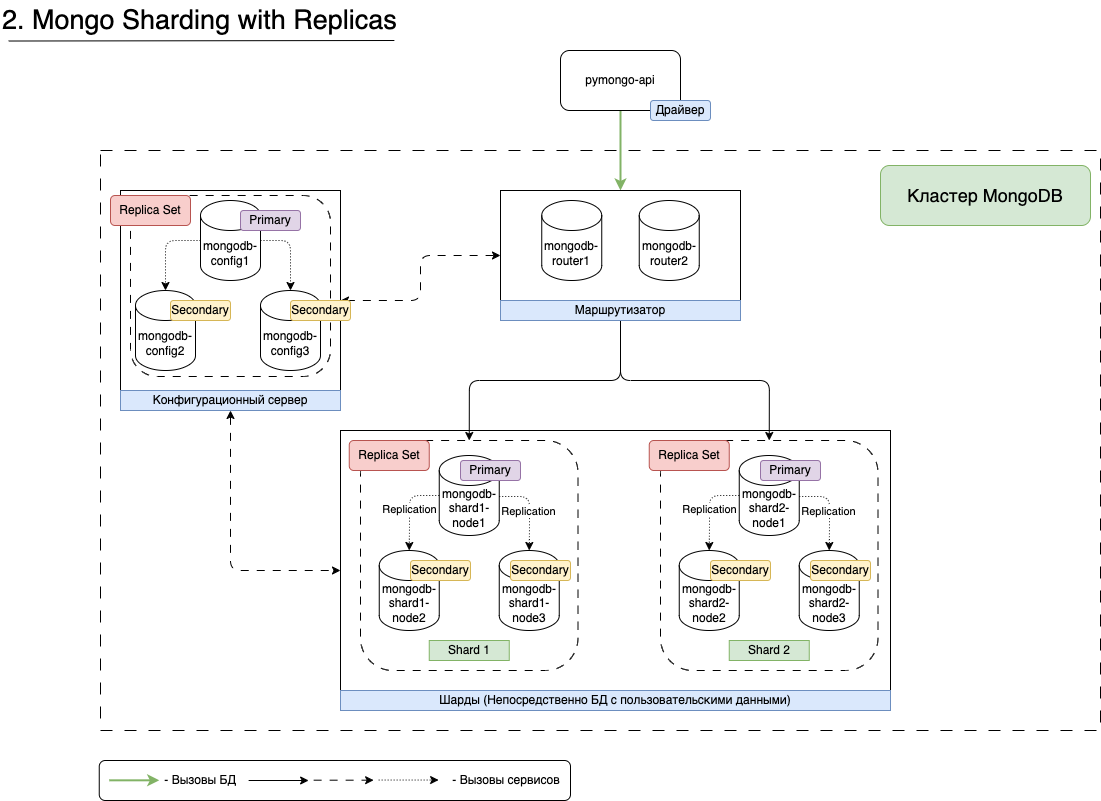 2. Mongo Sharding with Replicas
pymongo-api
Драйвер
Кластер MongoDB
Replica Set
Primary
mongodb-
config1
Secondary
mongodb-
config2
Secondary
mongodb-
config3
Конфигурационный сервер
mongodb-
router1
mongodb-
router2
Маршрутизатор
Replica Set
Primary
mongodb-
shard1-
node1
Replication
Replication
Secondary
mongodb-
shard1-
node2
Secondary
mongodb-
shard1-
node3
Shard 1
Replica Set
Primary
mongodb-
shard2-
node1
Replication
Replication
Secondary
mongodb-
shard2-
node2
Secondary
mongodb-
shard2-
node3
Shard 2
Шарды (Непосредственно БД с пользовательскими данными)
- Вызовы БД
- Вызовы сервисов